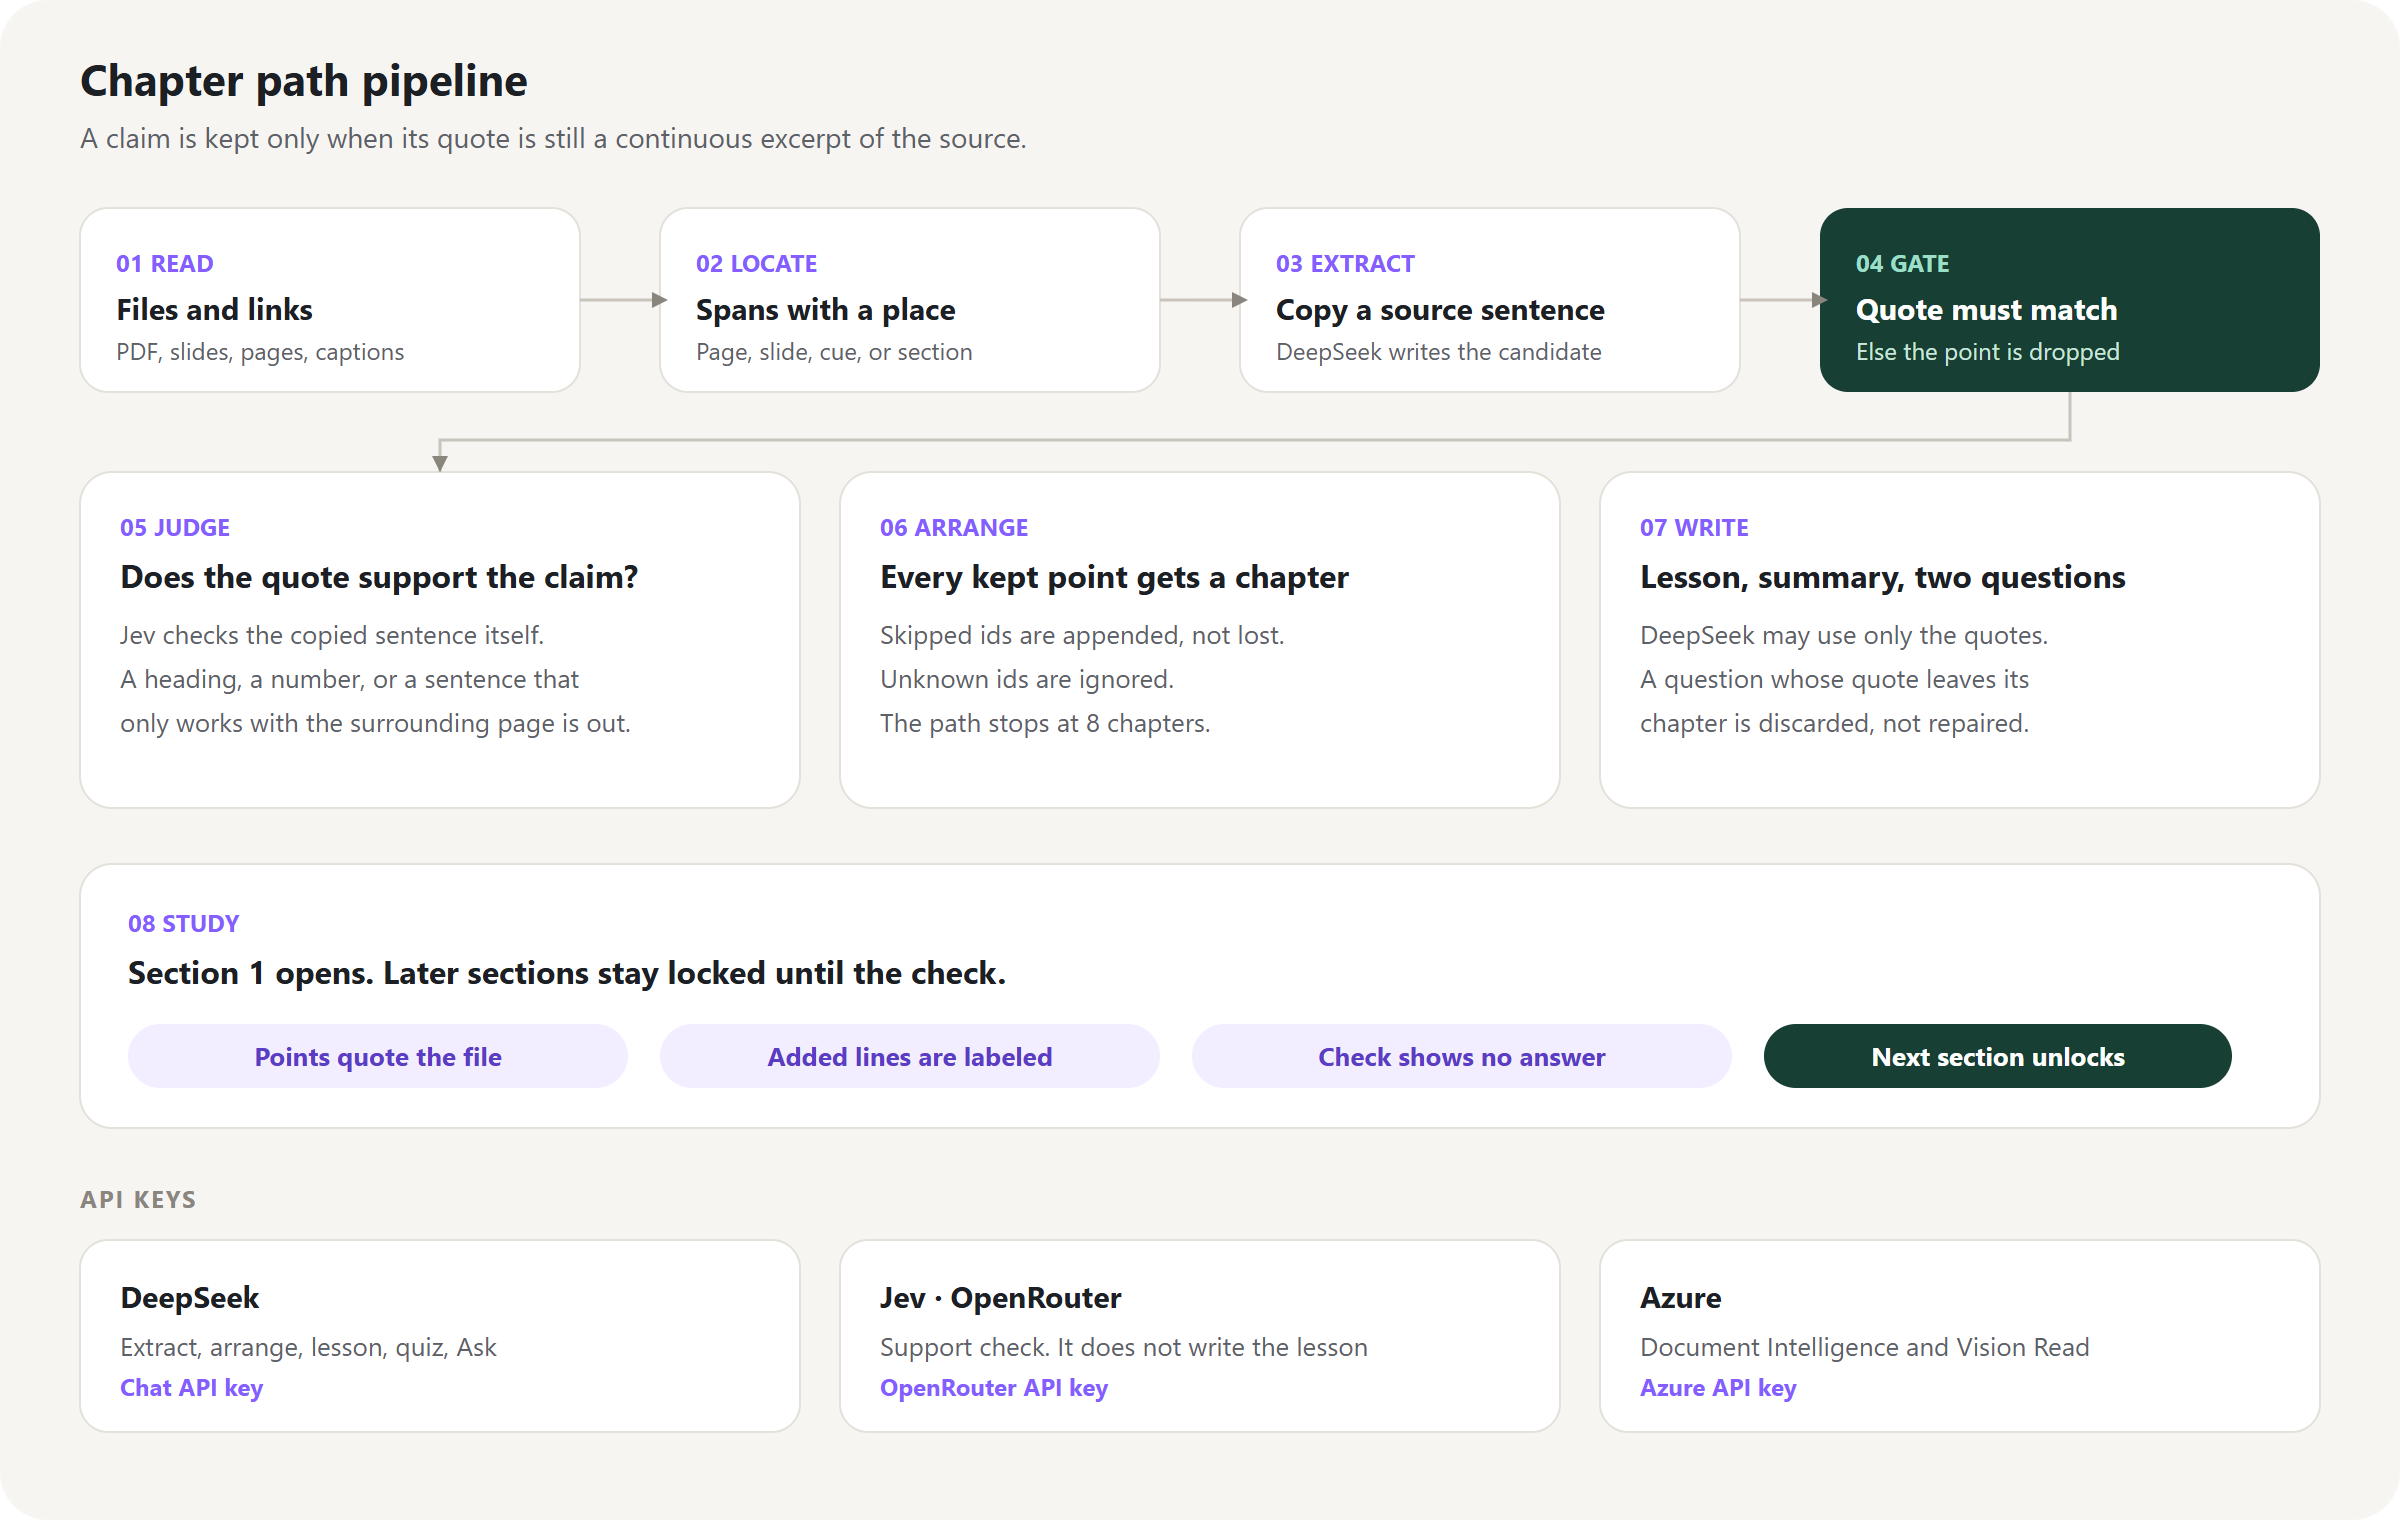 Chapter path pipeline
A claim is kept only when its quote is still a continuous excerpt of the source.
01 READ
Files and links
PDF, slides, pages, captions
02 LOCATE
Spans with a place
Page, slide, cue, or section
03 EXTRACT
Copy a source sentence
DeepSeek writes the candidate
04 GATE
Quote must match
Else the point is dropped
05 JUDGE
Does the quote support the claim?
Jev checks the copied sentence itself.
A heading, a number, or a sentence that
only works with the surrounding page is out.
06 ARRANGE
Every kept point gets a chapter
Skipped ids are appended, not lost.
Unknown ids are ignored.
The path stops at 8 chapters.
07 WRITE
Lesson, summary, two questions
DeepSeek may use only the quotes.
A question whose quote leaves its
chapter is discarded, not repaired.
08 STUDY
Section 1 opens. Later sections stay locked until the check.
Points quote the file
Added lines are labeled
Check shows no answer
Next section unlocks
API KEYS
DeepSeek
Extract, arrange, lesson, quiz, Ask
Chat API key
Jev · OpenRouter
Support check. It does not write the lesson
OpenRouter API key
Azure
Document Intelligence and Vision Read
Azure API key